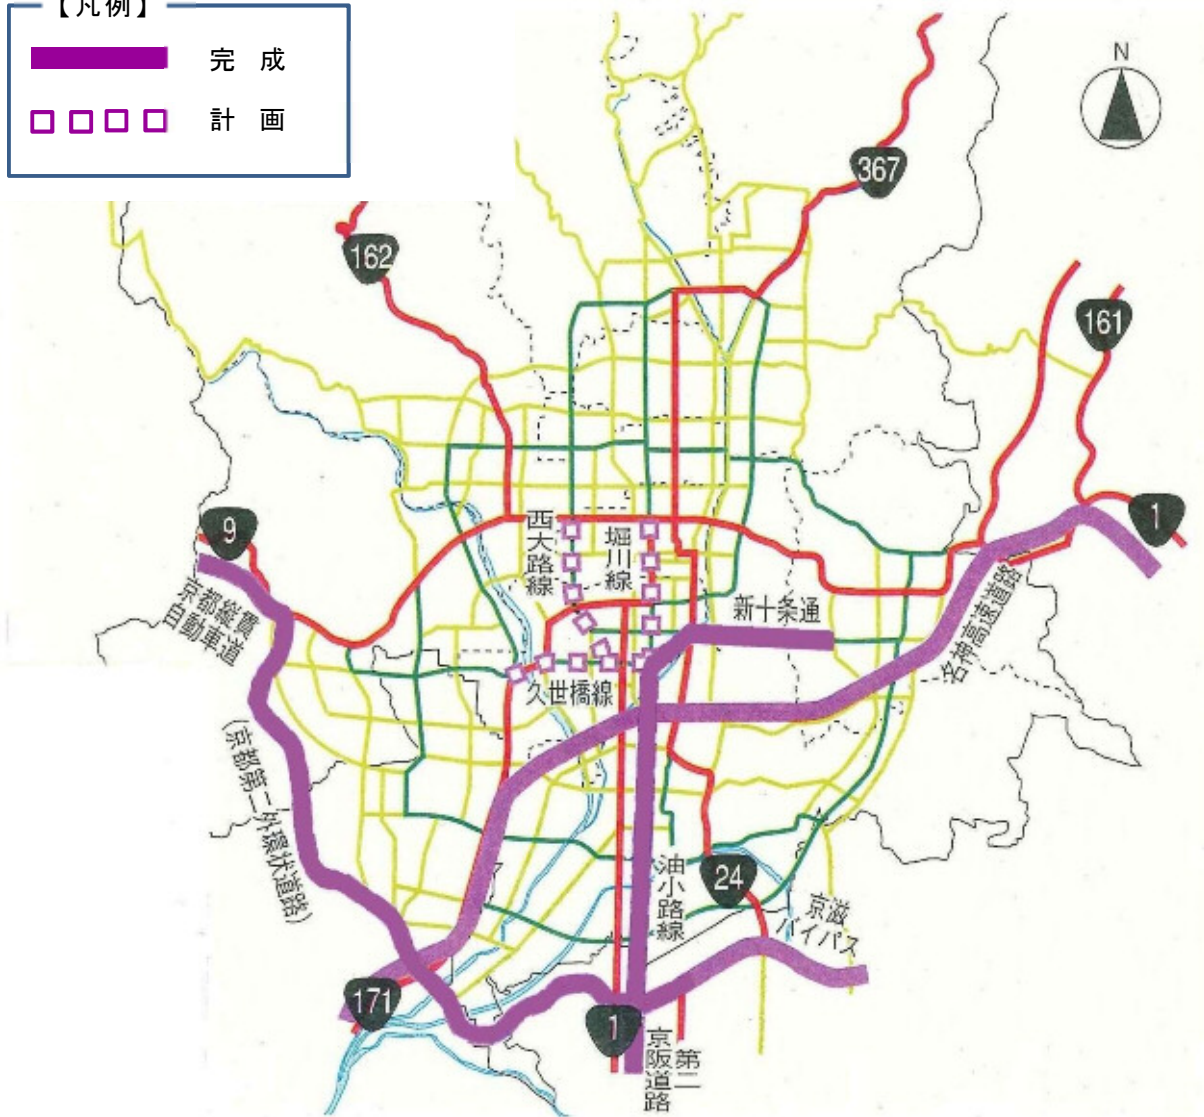 【凡例】
完 成
計 画
N
367
162
161
9
1
西大路線
堀川線
新十条通
京都縦貫
自動車道
名神高速道路
久世橋線
(京都第二外環状道路)
油小路線
24
京滋
バイパス
171
1
第二
京阪道路